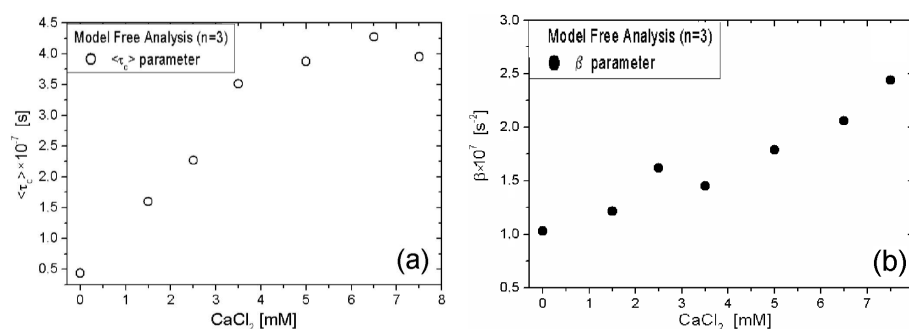 Model Free Analysis (n=3)
<τc> parameter
4.5
4.0
3.5
3.0
2.5
2.0
1.5
1.0
0.5
<τc>×10⁻⁷ [s]
0 1 2 3 4 5 6 7 8
CaCl₂ [mM]
(a)
Model Free Analysis (n=3)
β parameter
3.0
2.5
2.0
1.5
1.0
0.5
β×10⁷ [s⁻²]
0 1 2 3 4 5 6 7
CaCl₂ [mM]
(b)